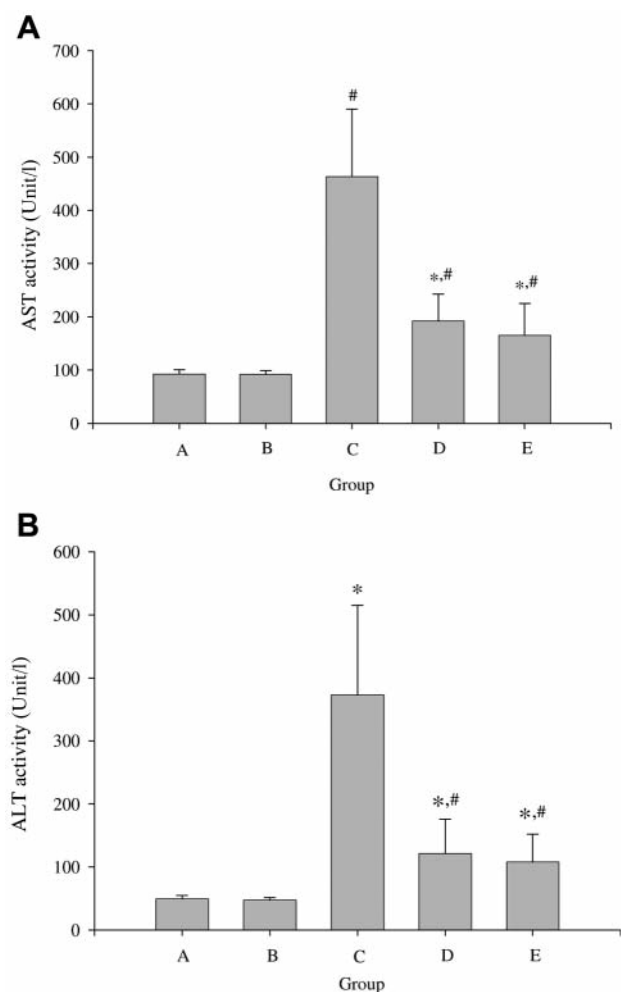 A
700
600
500
400
300
200
100
0
AST activity (Unit/l)
#
*,#
*,#
A B C D E
Group
B
600
500
400
300
200
100
0
ALT activity (Unit/l)
*
*,#
*,#
A B C D E
Group